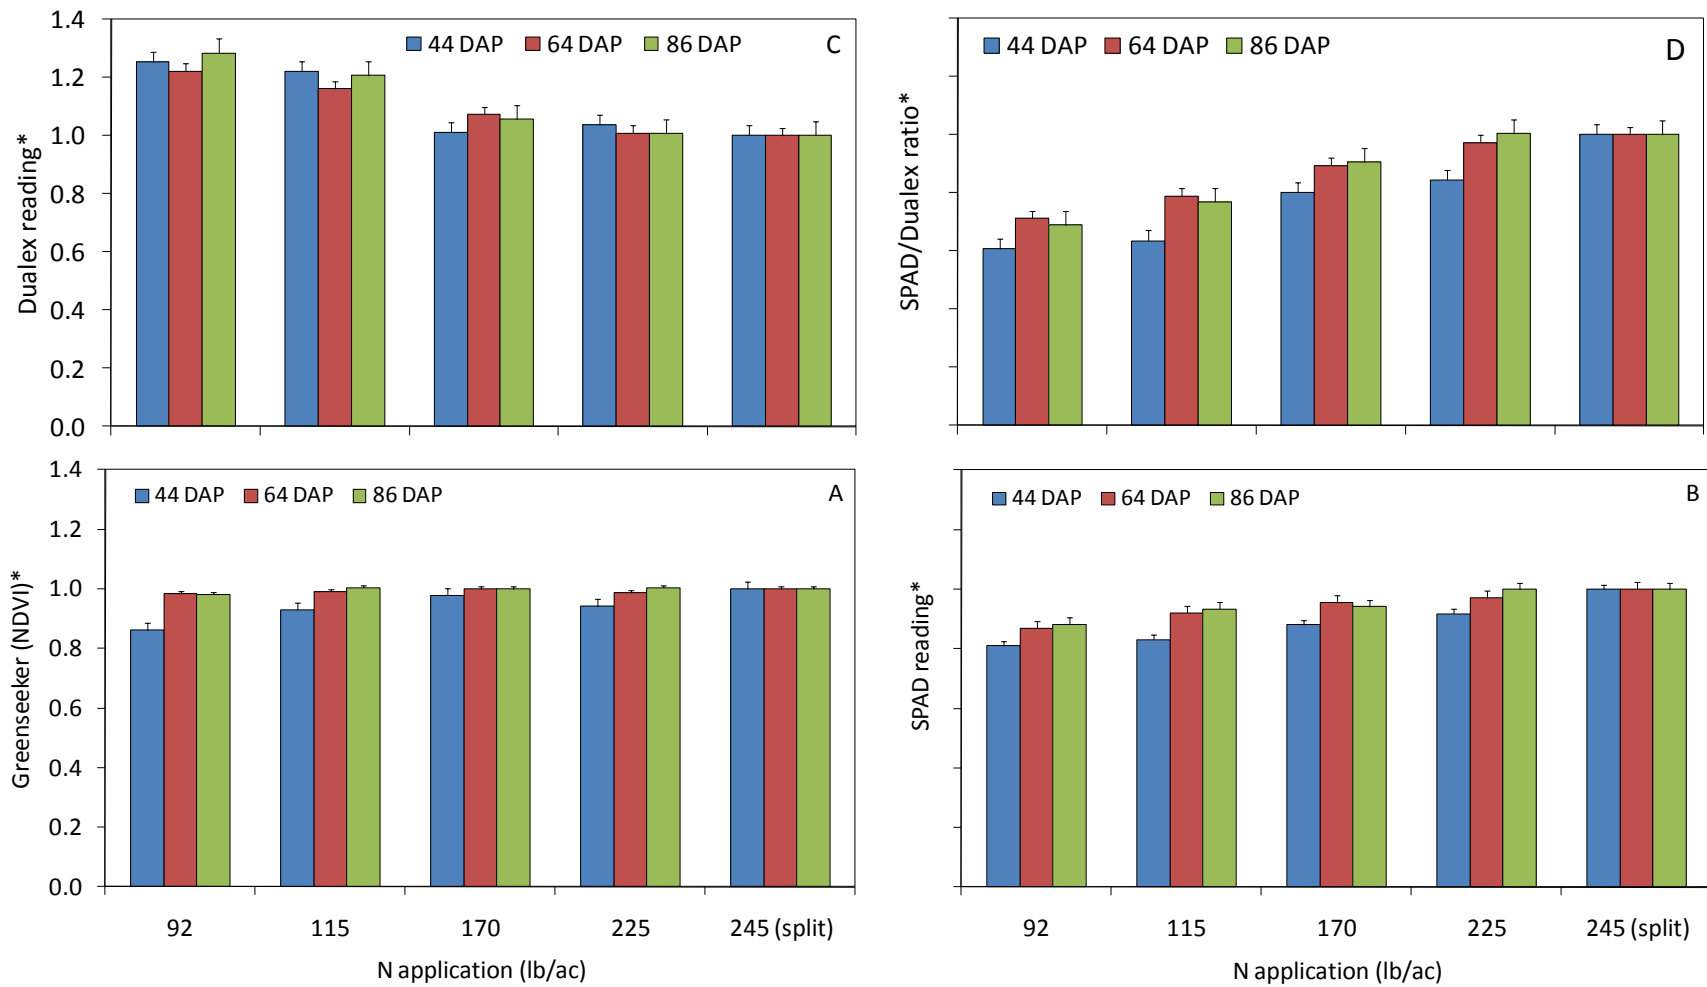 1.4
1.2
1.0
0.8
0.6
0.4
0.2
0.0
Dualex reading*
44 DAP 64 DAP 86 DAP
C
SPAD/Dualex ratio*
44 DAP 64 DAP 86 DAP
D
1.4
1.2
1.0
0.8
0.6
0.4
0.2
0.0
Greenseeker (NDVI)*
44 DAP 64 DAP 86 DAP
A
92 115 170 225 245 (split)
N application (lb/ac)
SPAD reading*
44 DAP 64 DAP 86 DAP
B
92 115 170 225 245 (split)
N application (lb/ac)